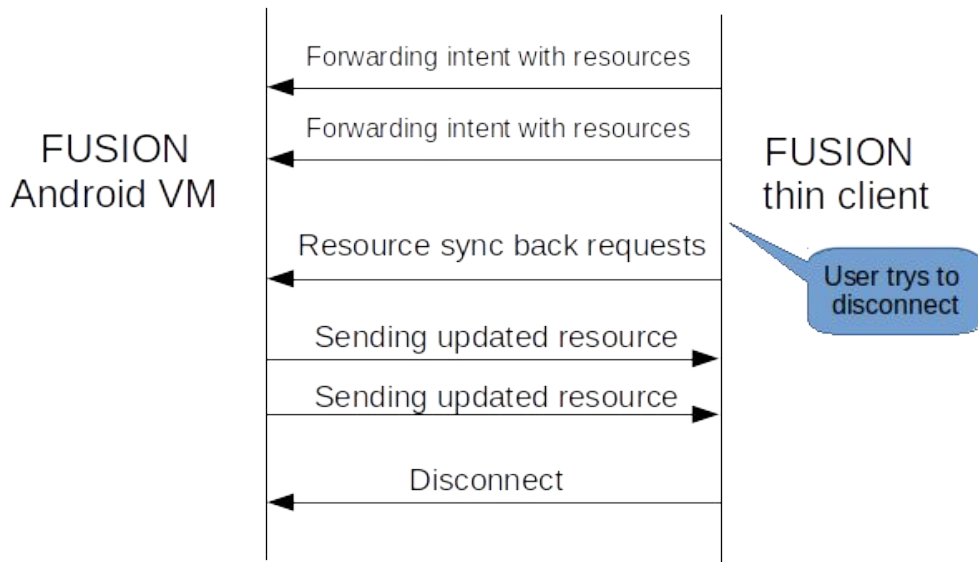 Forwarding intent with resources
Forwarding intent with resources
FUSION
Android VM
FUSION
thin client
Resource sync back requests
User trys to
disconnect
Sending updated resource
Sending updated resource
Disconnect